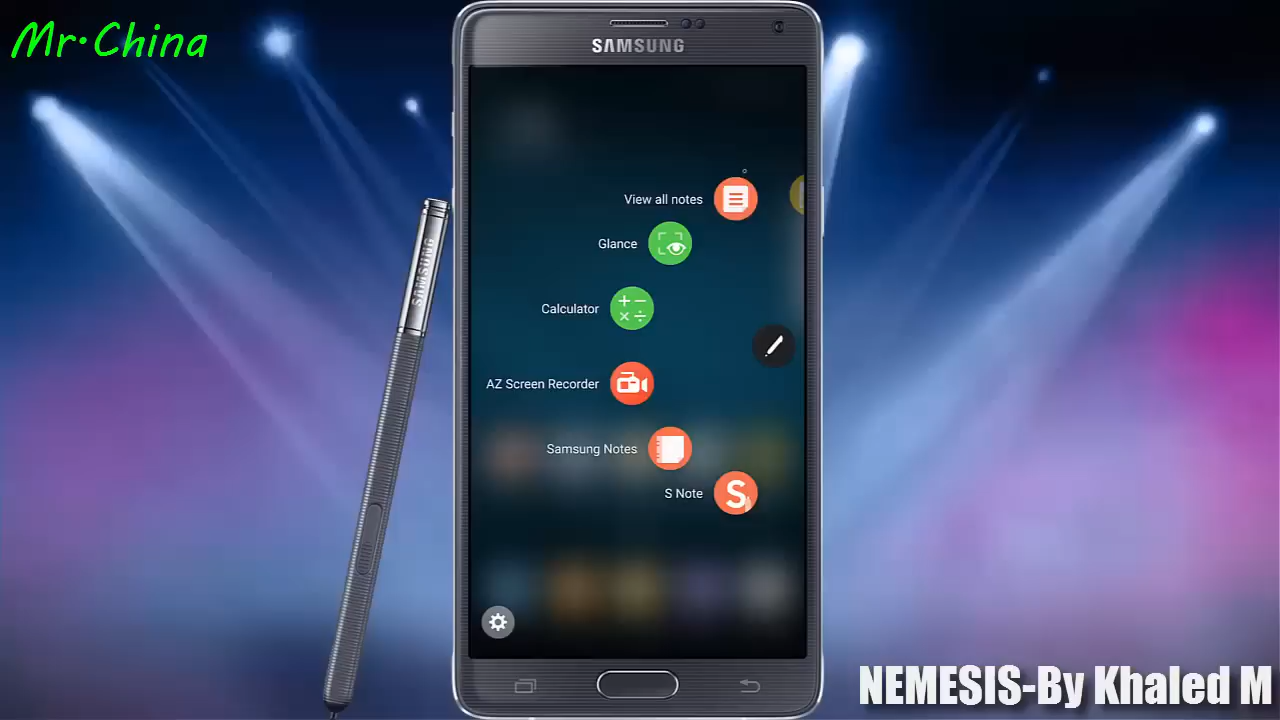 Mr.China
SAMSUNG
View all notes
Glance
Calculator
AZ Screen Recorder
Samsung Notes
S Note
SAMSUNG
NEMESIS-By Khaled M